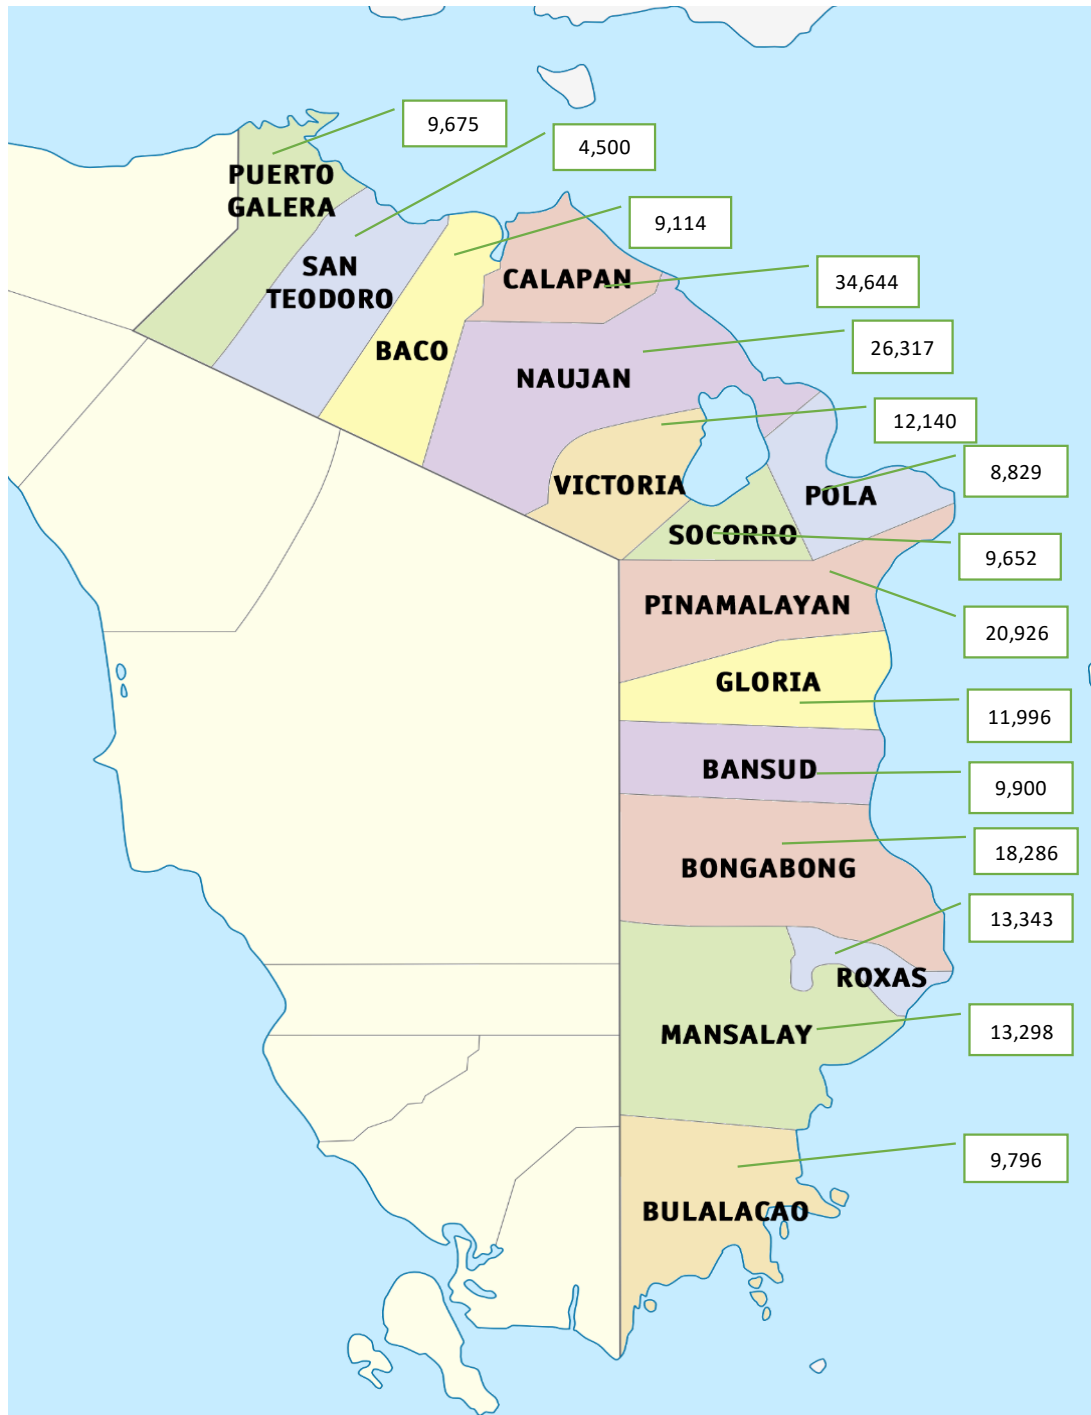 9,675
4,500
PUERTO
GALERA
9,114
SAN
TEODORO
CALAPAN
34,644
BACO
26,317
NAUJAN
12,140
VICTORIA
8,829
POLA
SOCORRO
9,652
PINAMALAYAN
20,926
GLORIA
11,996
BANSUD
9,900
BONGABONG
18,286
13,343
ROXAS
MANSALAY
13,298
9,796
BULALACAO